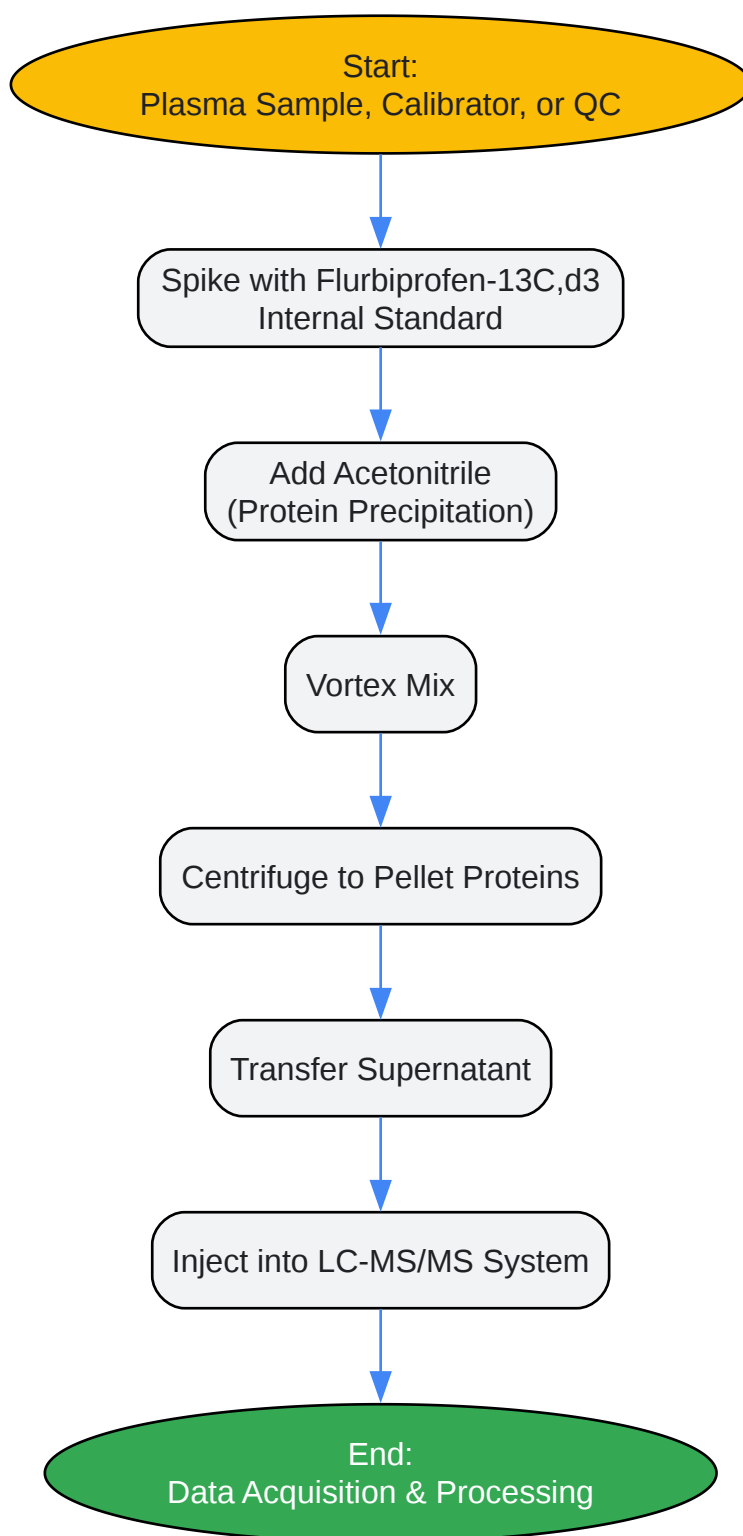 Start:
Plasma Sample, Calibrator, or QC
Spike with Flurbiprofen-13C,d3
Internal Standard
Add Acetonitrile
(Protein Precipitation)
Vortex Mix
Centrifuge to Pellet Proteins
Transfer Supernatant
Inject into LC-MS/MS System
End:
Data Acquisition & Processing